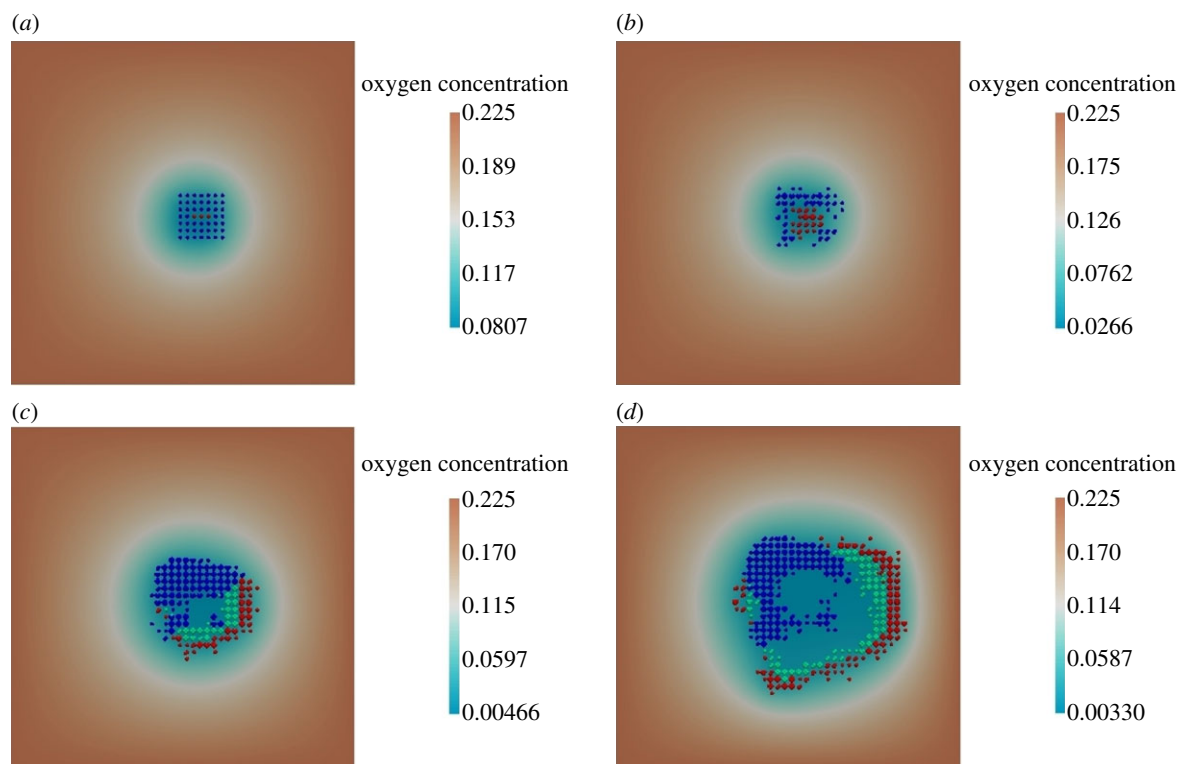 (a)
oxygen concentration
0.225
0.189
0.153
0.117
0.0807
(b)
oxygen concentration
0.225
0.175
0.126
0.0762
0.0266
(c)
oxygen concentration
0.225
0.170
0.115
0.0597
0.00466
(d)
oxygen concentration
0.225
0.170
0.114
0.0587
0.00330